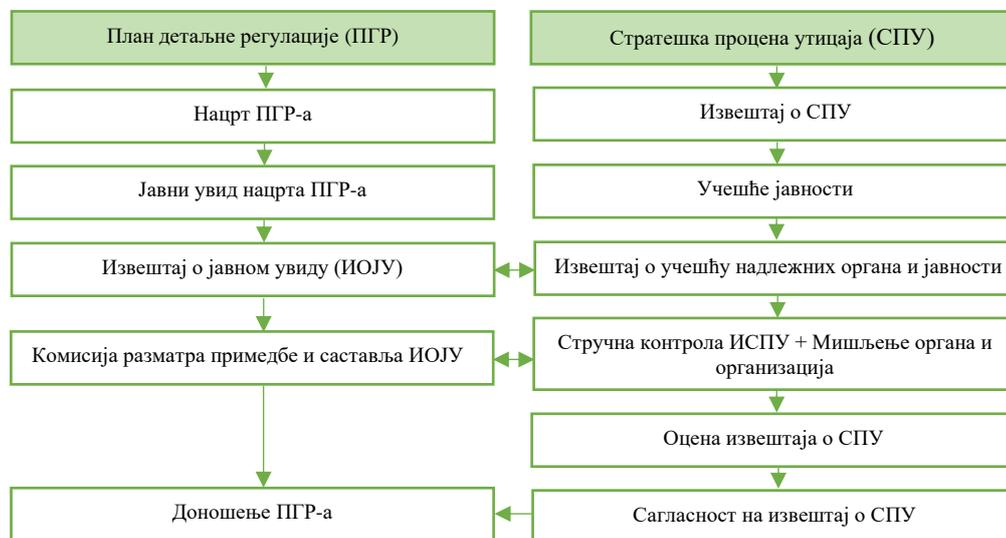 План детаљне регулације (ПГР)
Нацрт ПГР-а
Јавни увид нацрта ПГР-а
Извештај о јавном увиду (ИОЈУ)
Комисија разматра примедбе и саставља ИОЈУ
Доношење ПГР-а
Стратешка процена утицаја (СПУ)
Извештај о СПУ
Учешће јавности
Извештај о учешћу надлежних органа и јавности
Стручна контрола ИСПУ + Мишљење органа и
организација
Оцена извештаја о СПУ
Сагласност на извештај о СПУ